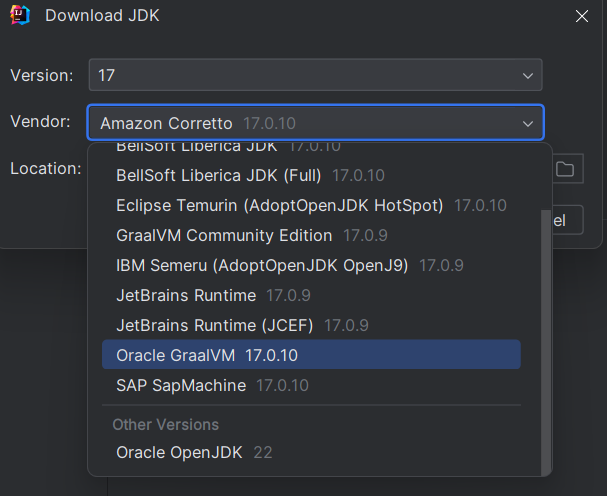 Download JDK
Version: 17
Vendor: Amazon Corretto 17.0.10
BellSoft Liberica JDK 17.0.10
Location:
BellSoft Liberica JDK (Full) 17.0.10
Eclipse Temurin (AdoptOpenJDK HotSpot) 17.0.10
el
GraalVM Community Edition 17.0.9
IBM Semeru (AdoptOpenJDK OpenJ9) 17.0.9
JetBrains Runtime 17.0.9
JetBrains Runtime (JCEF) 17.0.9
Oracle GraalVM 17.0.10
SAP SapMachine 17.0.10
Other Versions
Oracle OpenJDK 22